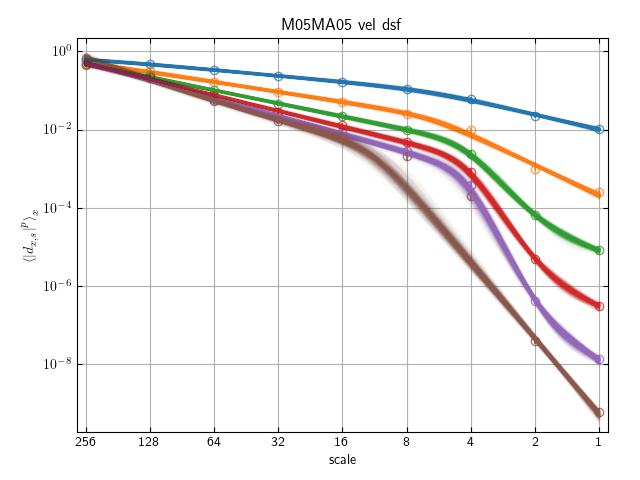 M05MA05 vel dsf
⟨|d_{x,s}|^p⟩_x
10^0
10^{-2}
10^{-4}
10^{-6}
10^{-8}
256 128 64 32 16 8 4 2 1
scale